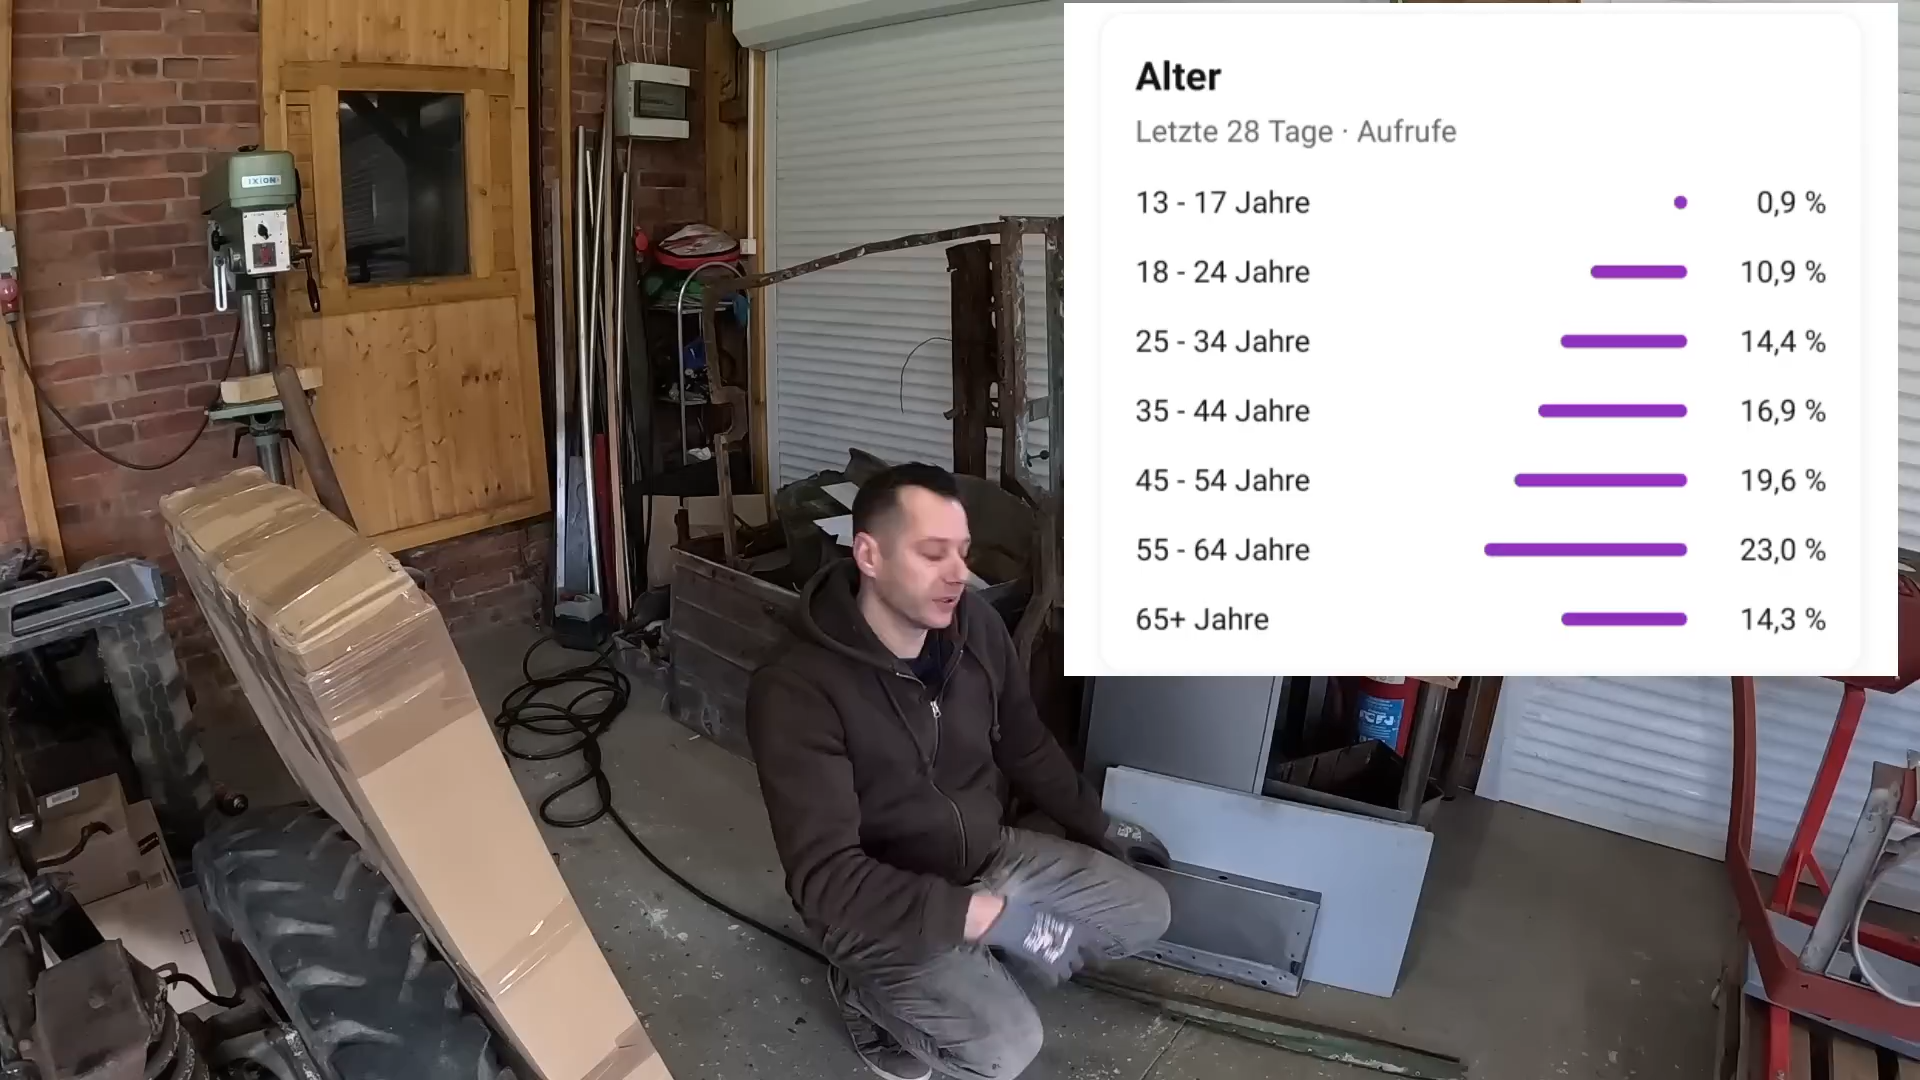 Alter
Letzte 28 Tage · Aufrufe
13 - 17 Jahre 0,9 %
18 - 24 Jahre 10,9 %
25 - 34 Jahre 14,4 %
35 - 44 Jahre 16,9 %
45 - 54 Jahre 19,6 %
55 - 64 Jahre 23,0 %
65+ Jahre 14,3 %
IXION